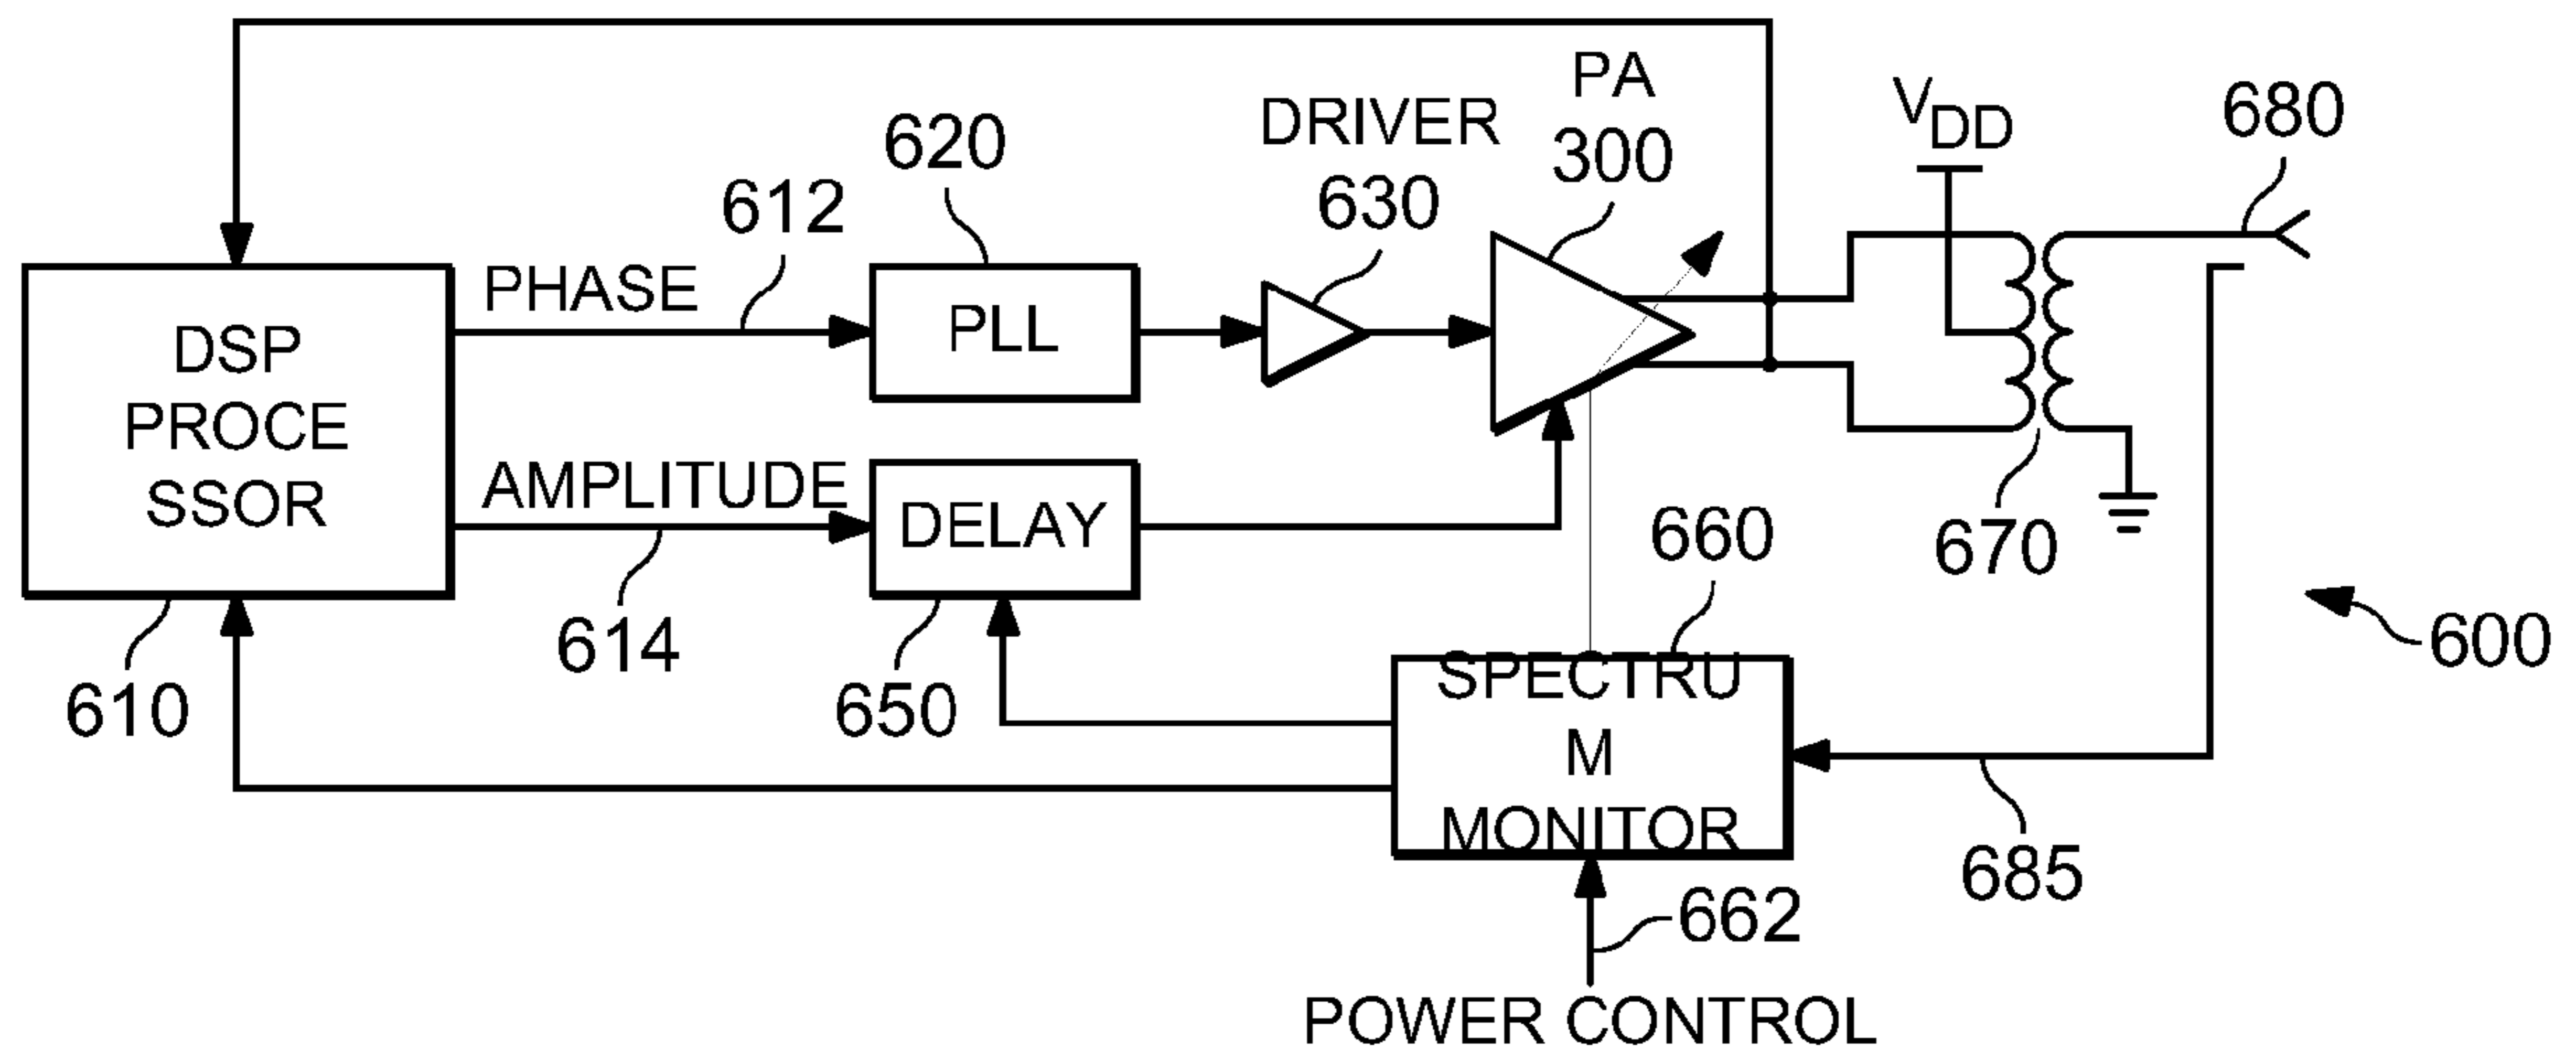 PA
300
DRIVER
630
V
DD
680
620
612
PHASE
PLL
DSP
PROCE
SSOR
AMPLITUDE
DELAY
614
610
650
660
670
600
SPECTRU
M
MONITOR
685
662
POWER CONTROL